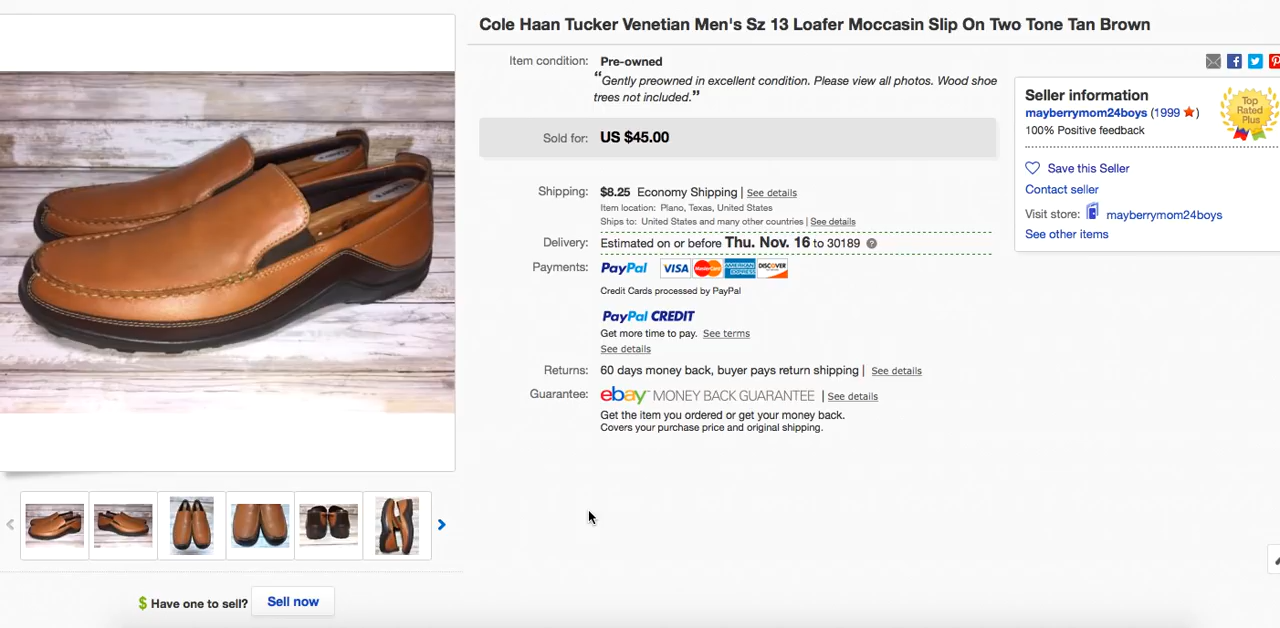 Cole Haan Tucker Venetian Men's Sz 13 Loafer Moccasin Slip On Two Tone Tan Brown
Item condition: Pre-owned
“Gently preowned in excellent condition. Please view all photos. Wood shoe
trees not included.”
Sold for: US $45.00
Shipping: $8.25 Economy Shipping | See details
Item location: Plano, Texas, United States
Ships to: United States and many other countries | See details
Delivery: Estimated on or before Thu. Nov. 16 to 30189 ?
Payments: PayPal VISA MasterCard AMERICAN EXPRESS DISCOVER
Credit Cards processed by PayPal
PayPal CREDIT
Get more time to pay. See terms
See details
Returns: 60 days money back, buyer pays return shipping | See details
Guarantee: ebay MONEY BACK GUARANTEE | See details
Get the item you ordered or get your money back.
Covers your purchase price and original shipping.
Seller information
mayberrymom24boys (1999 ★)
100% Positive feedback
Top
Rated
Plus
Save this Seller
Contact seller
Visit store: mayberrymom24boys
See other items
$ Have one to sell? Sell now